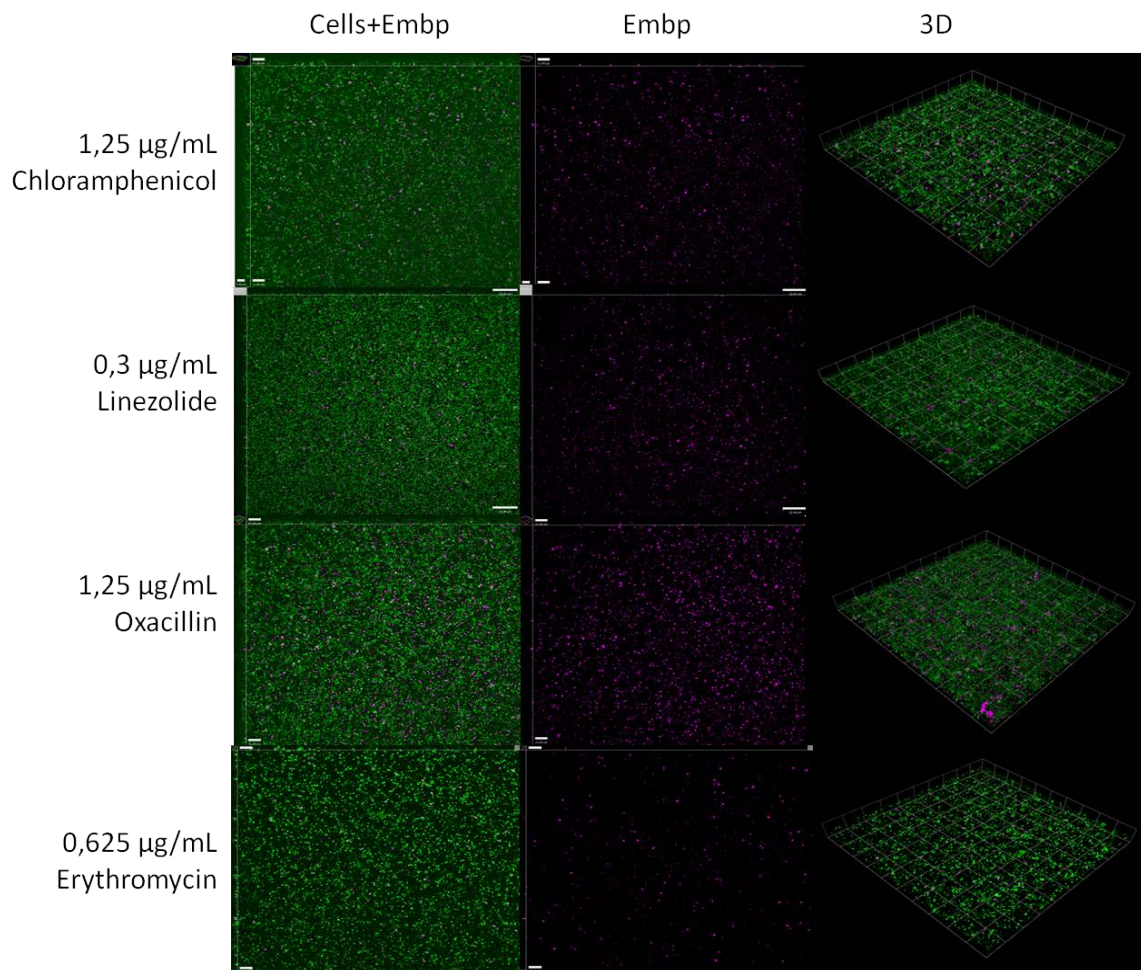 Cells+Embp
Embp
3D
1,25 µg/mL
Chloramphenicol
0,3 µg/mL
Linezolide
1,25 µg/mL
Oxacillin
0,625 µg/mL
Erythromycin